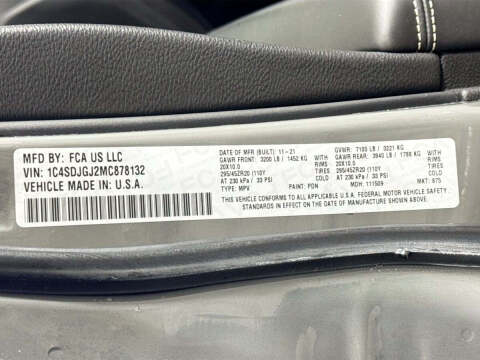 MFD BY: FCA US LLC
VIN: 1C4SDJGJ2MC878132
VEHICLE MADE IN U.S.A.
DATE OF MFR (BUILT): 11-21
GAWR FRONT: 3200 LB / 1452 KG
20X10.0
295/45ZR20 (110Y
AT 230 kPa / 33 PSI
TYPE: MPV
PAINT: PDN
GVWR: 7100 LB / 3221 KG
GAWR REAR: 3940 LB / 1788 KG
20X10.0 RIMS
295/45ZR20 (110Y TIRES
AT 230 kPa / 33 PSI COLD
MDH: 111509
MAT: 875
RIMS
TIRES
COLD
THIS VEHICLE CONFORMS TO ALL APPLICABLE U.S.A. FEDERAL MOTOR VEHICLE SAFETY
STANDARDS IN EFFECT ON THE DATE OF MANUFACTURE SHOWN ABOVE.